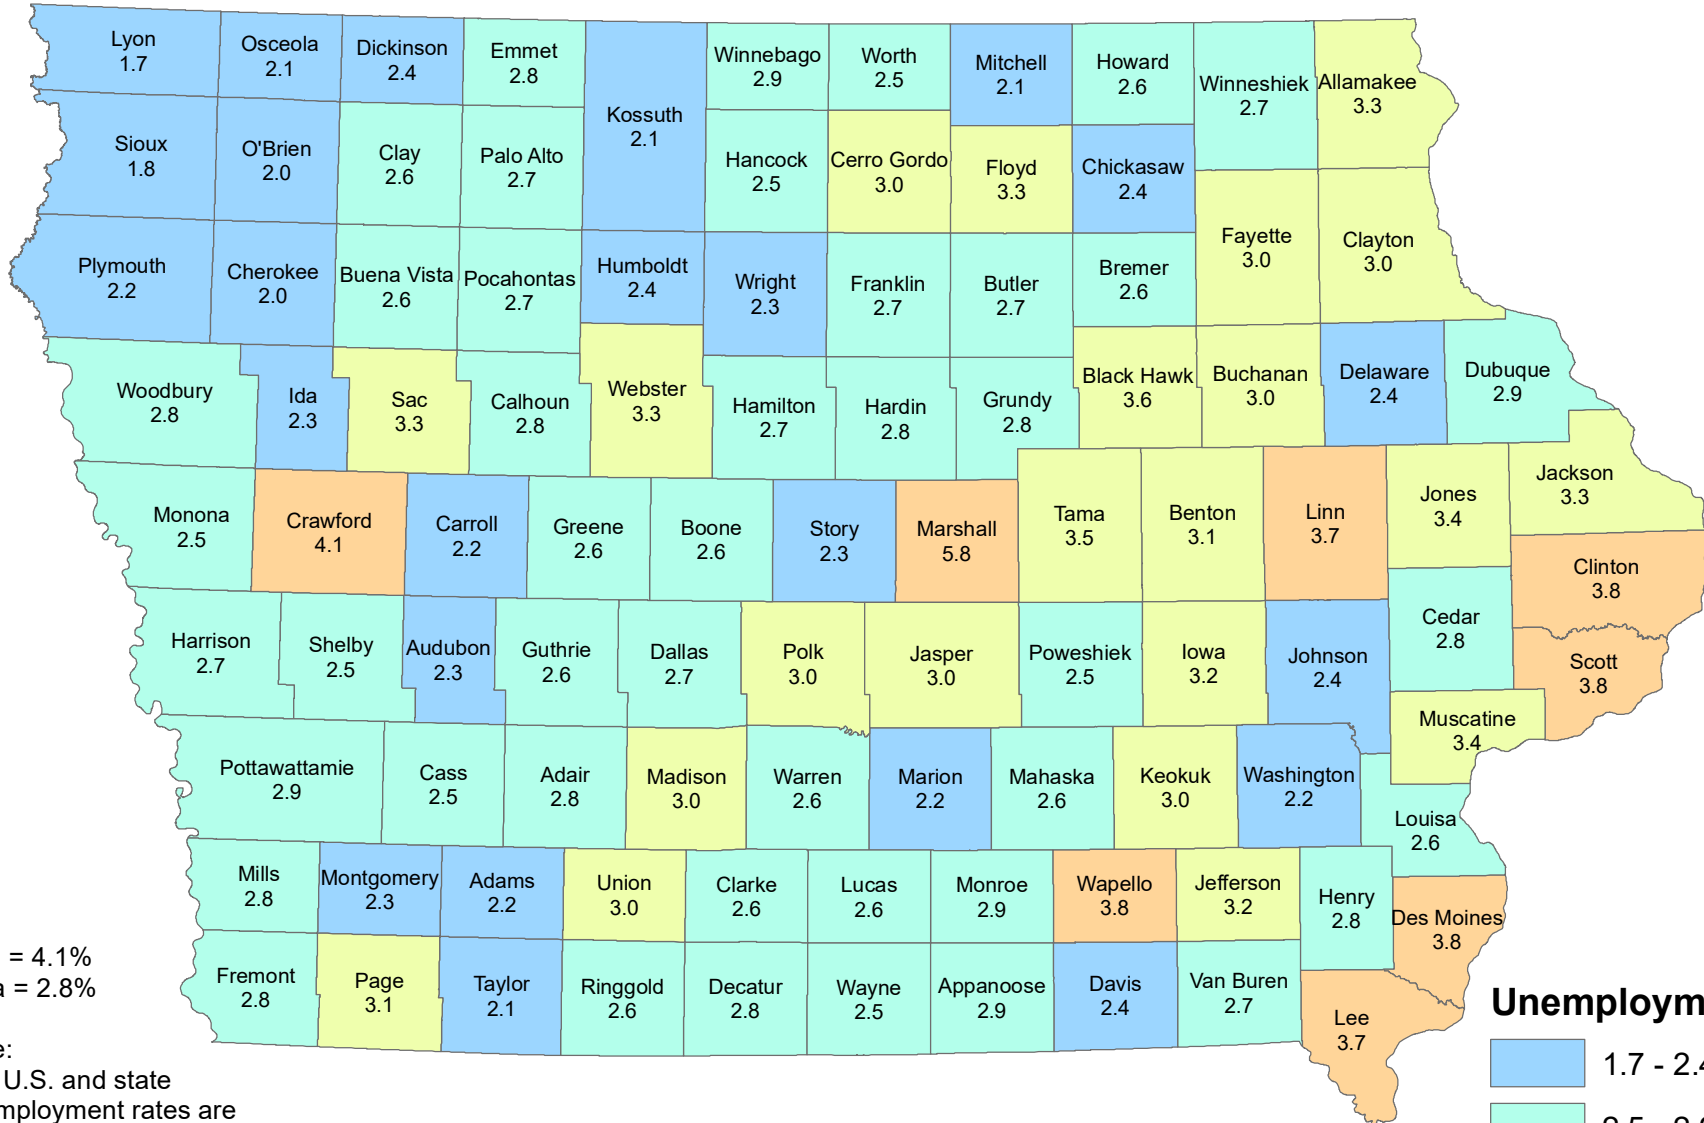 Lyon
1.7
Osceola
2.1
Dickinson
2.4
Emmet
2.8
Kossuth
2.1
Winnebago
2.9
Worth
2.5
Mitchell
2.1
Howard
2.6
Winneshiek
2.7
Allamakee
3.3
Sioux
1.8
O'Brien
2.0
Clay
2.6
Palo Alto
2.7
Hancock
2.5
Cerro Gordo
3.0
Floyd
3.3
Chickasaw
2.4
Plymouth
2.2
Cherokee
2.0
Buena Vista
2.6
Pocahontas
2.7
Humboldt
2.4
Wright
2.3
Franklin
2.7
Butler
2.7
Bremer
2.6
Fayette
3.0
Clayton
3.0
Woodbury
2.8
Ida
2.3
Sac
3.3
Calhoun
2.8
Webster
3.3
Hamilton
2.7
Hardin
2.8
Grundy
2.8
Black Hawk
3.6
Buchanan
3.0
Delaware
2.4
Dubuque
2.9
Monona
2.5
Crawford
4.1
Carroll
2.2
Greene
2.6
Boone
2.6
Story
2.3
Marshall
5.8
Tama
3.5
Benton
3.1
Linn
3.7
Jones
3.4
Jackson
3.3
Clinton
3.8
Harrison
2.7
Shelby
2.5
Audubon
2.3
Guthrie
2.6
Dallas
2.7
Polk
3.0
Jasper
3.0
Poweshiek
2.5
Iowa
3.2
Johnson
2.4
Cedar
2.8
Scott
3.8
Muscatine
3.4
Pottawattamie
2.9
Cass
2.5
Adair
2.8
Madison
3.0
Warren
2.6
Marion
2.2
Mahaska
2.6
Keokuk
3.0
Washington
2.2
Louisa
2.6
Mills
2.8
Montgomery
2.3
Adams
2.2
Union
3.0
Clarke
2.6
Lucas
2.6
Monroe
2.9
Wapello
3.8
Jefferson
3.2
Henry
2.8
Des Moines
3.8
Fremont
2.8
Page
3.1
Taylor
2.1
Ringgold
2.6
Decatur
2.8
Wayne
2.5
Appanoose
2.9
Davis
2.4
Van Buren
2.7
Lee
3.7
= 4.1%
a = 2.8%
e:
U.S. and state
mployment rates are
Unemploym
1.7 - 2.4